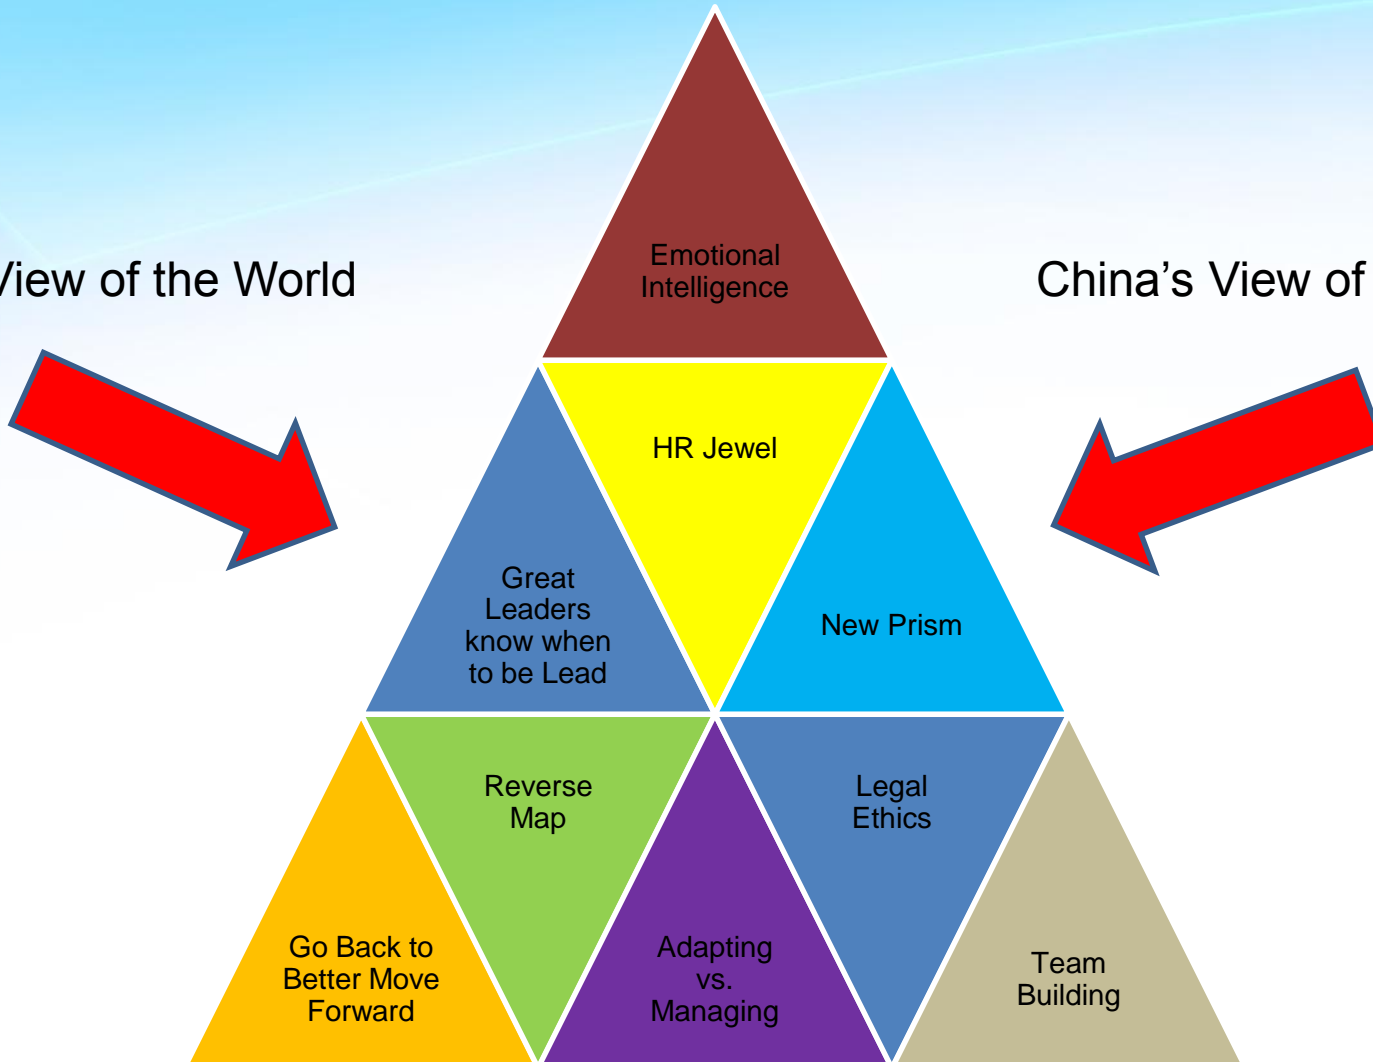 Emotional
Intelligence
View of the World
China’s View of
HR Jewel
Great
Leaders
know when
to be Lead
New Prism
Reverse
Map
Legal
Ethics
Go Back to
Better Move
Forward
Adapting
vs.
Managing
Team
Building